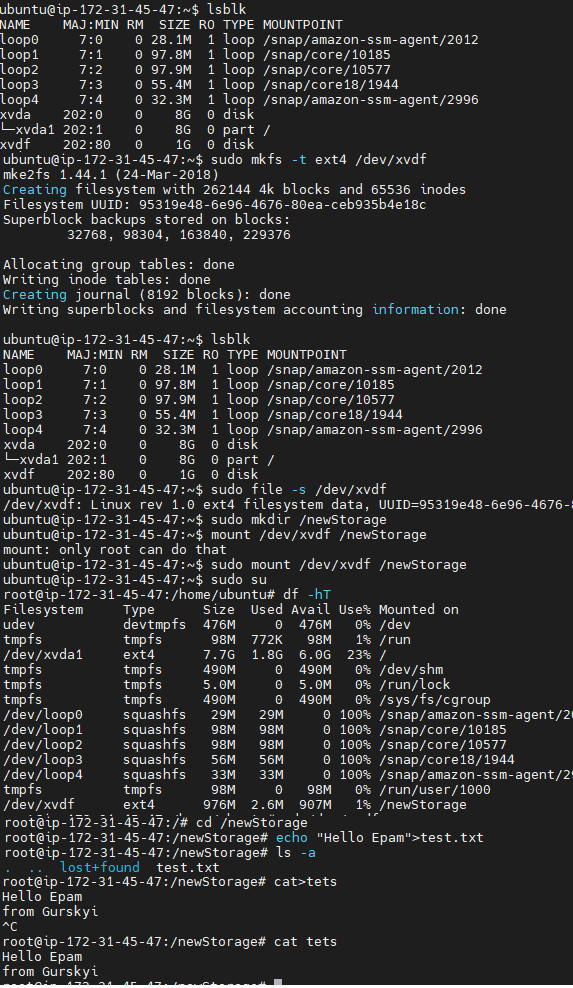 ubuntu@ip-172-31-45-47:~$ lsblk
NAME    MAJ:MIN RM  SIZE RO TYPE MOUNTPOINT
loop0     7:0    0 28.1M  1 loop /snap/amazon-ssm-agent/2012
loop1     7:1    0 97.8M  1 loop /snap/core/10185
loop2     7:2    0 97.9M  1 loop /snap/core/10577
loop3     7:3    0 55.4M  1 loop /snap/core18/1944
loop4     7:4    0 32.3M  1 loop /snap/amazon-ssm-agent/2996
xvda    202:0    0    8G  0 disk
└─xvda1 202:1    0    8G  0 part /
xvdf    202:80   0    1G  0 disk
ubuntu@ip-172-31-45-47:~$ sudo mkfs -t ext4 /dev/xvdf
mke2fs 1.44.1 (24-Mar-2018)
Creating filesystem with 262144 4k blocks and 65536 inodes
Filesystem UUID: 95319e48-6e96-4676-80ea-ceb935b4e18c
Superblock backups stored on blocks:
        32768, 98304, 163840, 229376

Allocating group tables: done
Writing inode tables: done
Creating journal (8192 blocks): done
Writing superblocks and filesystem accounting information: done

ubuntu@ip-172-31-45-47:~$ lsblk
NAME    MAJ:MIN RM  SIZE RO TYPE MOUNTPOINT
loop0     7:0    0 28.1M  1 loop /snap/amazon-ssm-agent/2012
loop1     7:1    0 97.8M  1 loop /snap/core/10185
loop2     7:2    0 97.9M  1 loop /snap/core/10577
loop3     7:3    0 55.4M  1 loop /snap/core18/1944
loop4     7:4    0 32.3M  1 loop /snap/amazon-ssm-agent/2996
xvda    202:0    0    8G  0 disk
└─xvda1 202:1    0    8G  0 part /
xvdf    202:80   0    1G  0 disk
ubuntu@ip-172-31-45-47:~$ sudo file -s /dev/xvdf
/dev/xvdf: Linux rev 1.0 ext4 filesystem data, UUID=95319e48-6e96-4676-8
ubuntu@ip-172-31-45-47:~$ sudo mkdir /newStorage
ubuntu@ip-172-31-45-47:~$ mount /dev/xvdf /newStorage
mount: only root can do that
ubuntu@ip-172-31-45-47:~$ sudo mount /dev/xvdf /newStorage
ubuntu@ip-172-31-45-47:~$ sudo su
root@ip-172-31-45-47:/home/ubuntu# df -hT
Filesystem     Type      Size  Used Avail Use% Mounted on
udev           devtmpfs  476M     0  476M   0% /dev
tmpfs          tmpfs      98M  772K   98M   1% /run
/dev/xvda1     ext4      7.7G  1.8G  6.0G  23% /
tmpfs          tmpfs     490M     0  490M   0% /dev/shm
tmpfs          tmpfs     5.0M     0  5.0M   0% /run/lock
tmpfs          tmpfs     490M     0  490M   0% /sys/fs/cgroup
/dev/loop0     squashfs   29M   29M     0 100% /snap/amazon-ssm-agent/20
/dev/loop1     squashfs   98M   98M     0 100% /snap/core/10185
/dev/loop2     squashfs   98M   98M     0 100% /snap/core/10577
/dev/loop3     squashfs   56M   56M     0 100% /snap/core18/1944
/dev/loop4     squashfs   33M   33M     0 100% /snap/amazon-ssm-agent/29
tmpfs          tmpfs      98M     0   98M   0% /run/user/1000
/dev/xvdf      ext4      976M  2.6M  907M   1% /newStorage
root@ip-172-31-45-47:/# cd /newStorage
root@ip-172-31-45-47:/newStorage# echo "Hello Epam">test.txt
root@ip-172-31-45-47:/newStorage# ls -a
.  ..  lost+found  test.txt
root@ip-172-31-45-47:/newStorage# cat>tets
Hello Epam
from Gurskyi
^C
root@ip-172-31-45-47:/newStorage# cat tets
Hello Epam
from Gurskyi